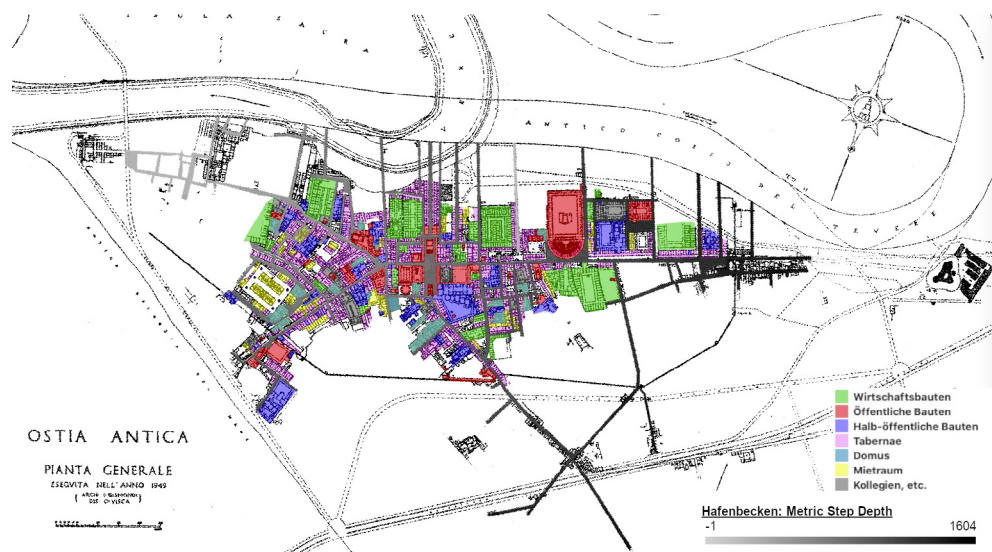 ISOLA SACRA
ANTICO CORSO DEL TEVERE
OSTIA ANTICA
PIANTA GENERALE
ESEGVITA NELL'ANNO 1949
Wirtschaftsbauten
Öffentliche Bauten
Halb-öffentliche Bauten
Tabernae
Domus
Mietraum
Kollegien, etc.
Hafenbecken: Metric Step Depth
-1 1604